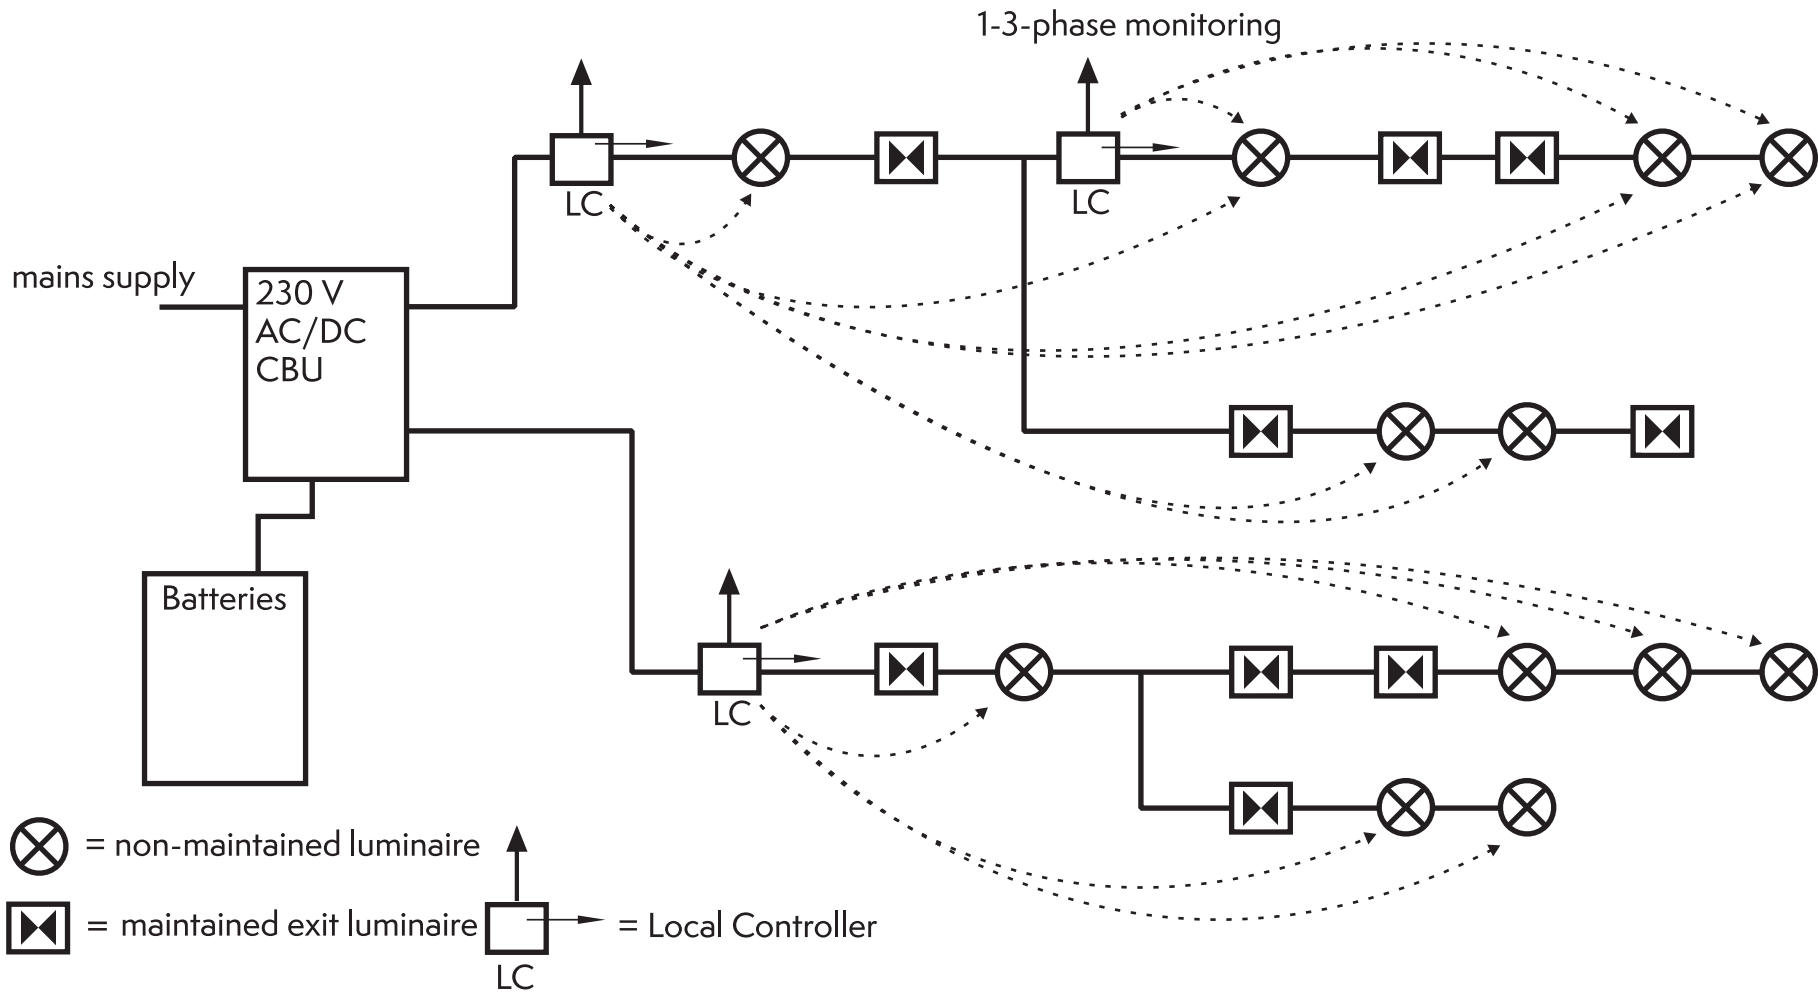 1-3-phase monitoring
LC
LC
mains supply
230 V
AC/DC
CBU
Batteries
LC
= non-maintained luminaire
= maintained exit luminaire
= Local Controller
LC